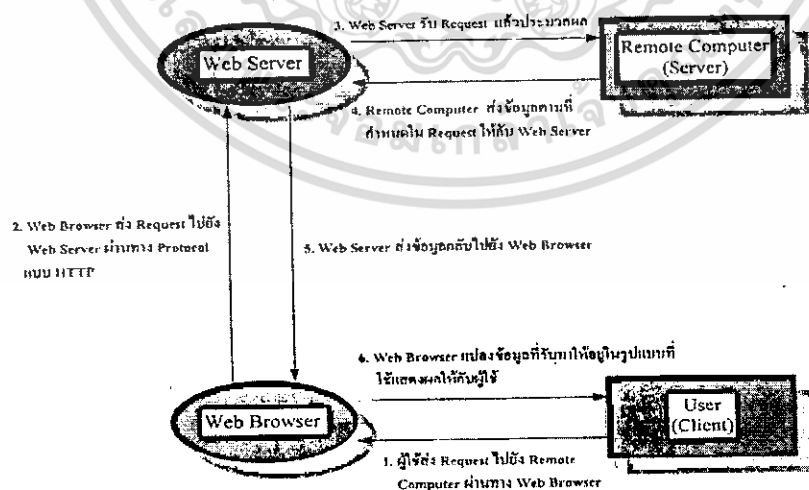 3. Web Server รับ Request แล้วประมวลผล
Web Server
Remote Computer
(Server)
4. Remote Computer ส่งข้อมูลตามที่
กำหนดใน Request ให้กับ Web Server
จอมเกล้า
2. Web Browser ส่ง Request ไปยัง
Web Server ผ่านทาง Protocal
แบบ HTTP
5. Web Server ส่งข้อมูลกลับไปยัง Web Browser
6. Web Browser แปลงข้อมูลที่รับมาให้อยู่ในรูปแบบที่
ใช้แสดงผลให้กับผู้ใช้
Web Browser
User
(Client)
1. ผู้ใช้ส่ง Request ไปยัง Remote
Computer ผ่านทาง Web Browser